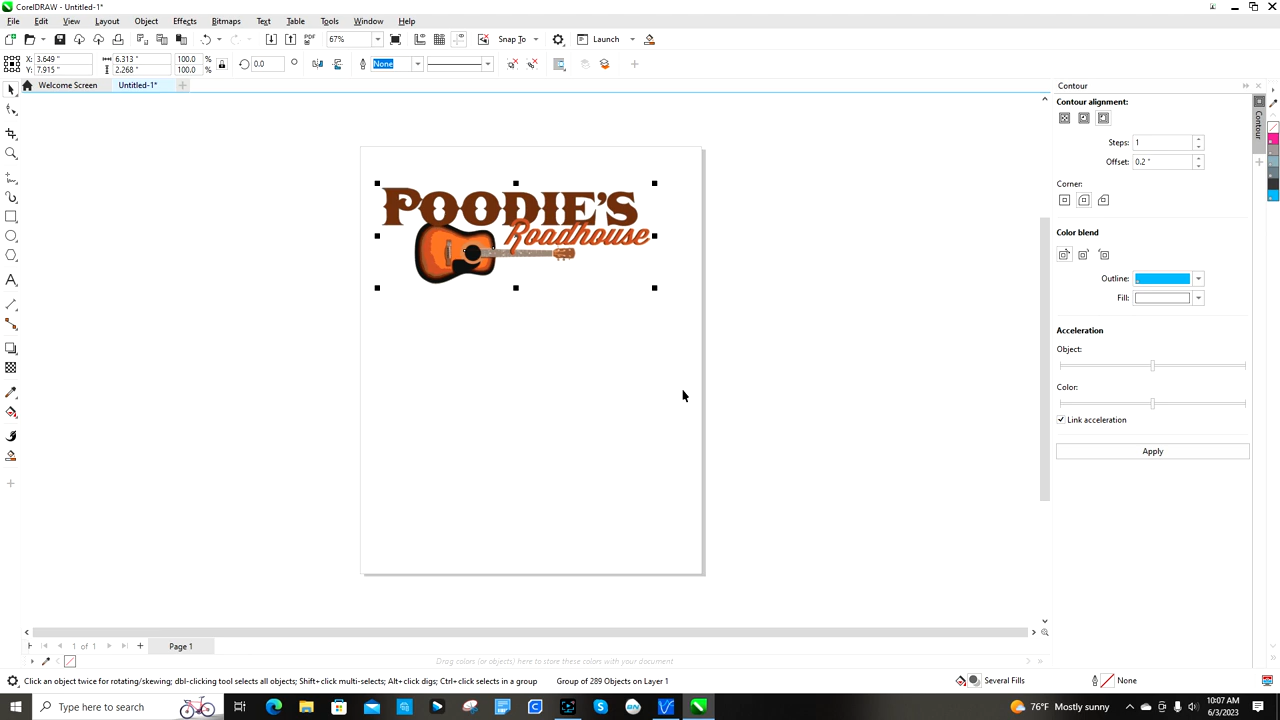 CorelDRAW - Untitled-1*
File Edit View Layout Object Effects Bitmaps Text Table Tools Window Help
67% Snap To Launch
PDF
X: 3.649 " 6.313 " 100.0 % 0.0 None
Y: 7.915 " 2.268 " 100.0 %
Welcome Screen Untitled-1*
POODIE'S
Roadhouse
Contour
Contour alignment:
Steps: 1
Offset: 0.2 "
Corner:
Color blend
Outline:
Fill:
Acceleration
Object:
Color:
Link acceleration
Apply
Contour
1 of 1 Page 1
Drag colors (or objects) here to store these colors with your document
Click an object twice for rotating/skewing; dbl-clicking tool selects all objects; Shift+click multi-selects; Alt+click digs; Ctrl+click selects in a group Group of 289 Objects on Layer 1 Several Fills None
Type here to search 76°F Mostly sunny 10:07 AM
6/3/2023